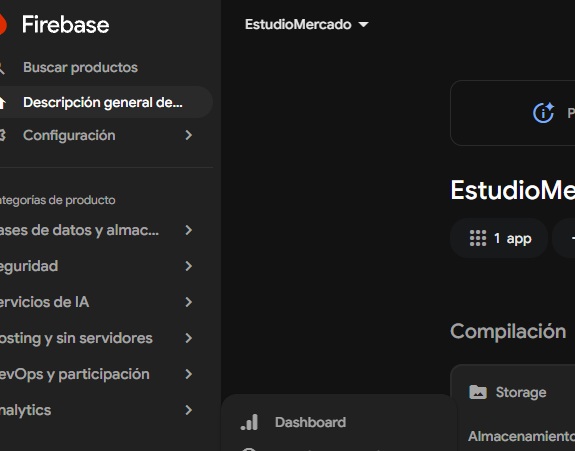 Firebase
EstudioMercado
Buscar productos
Descripción general de...
Configuración
ategorías de producto
ases de datos y almac...
eguridad
ervicios de IA
osting y sin servidores
evOps y participación
nalytics
P
EstudioMe
1 app
Compilación
Storage
Almacenamiento
Dashboard